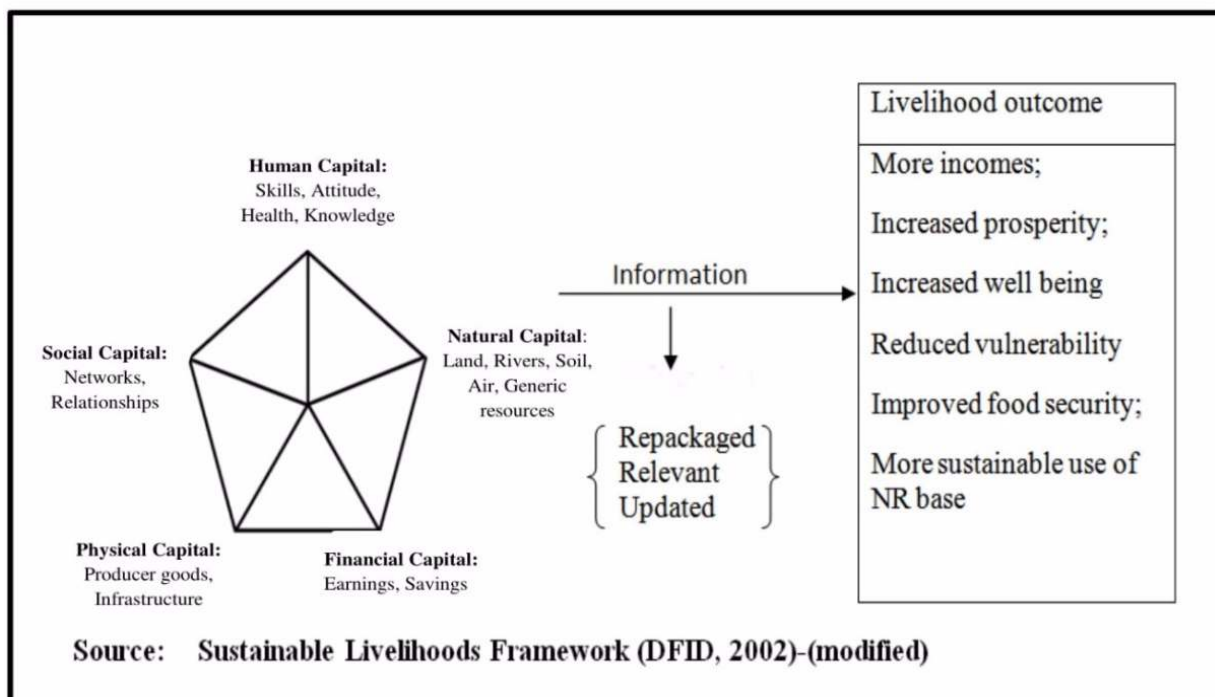 Human Capital:
Skills, Attitude,
Health, Knowledge
Social Capital:
Networks,
Relationships
Natural Capital:
Land, Rivers, Soil,
Air, Generic
resources
Physical Capital:
Producer goods,
Infrastructure
Financial Capital:
Earnings, Savings
Information
Repackaged
Relevant
Updated
Livelihood outcome
More incomes;
Increased prosperity;
Increased well being
Reduced vulnerability
Improved food security;
More sustainable use of
NR base
Source: Sustainable Livelihoods Framework (DFID, 2002)-(modified)